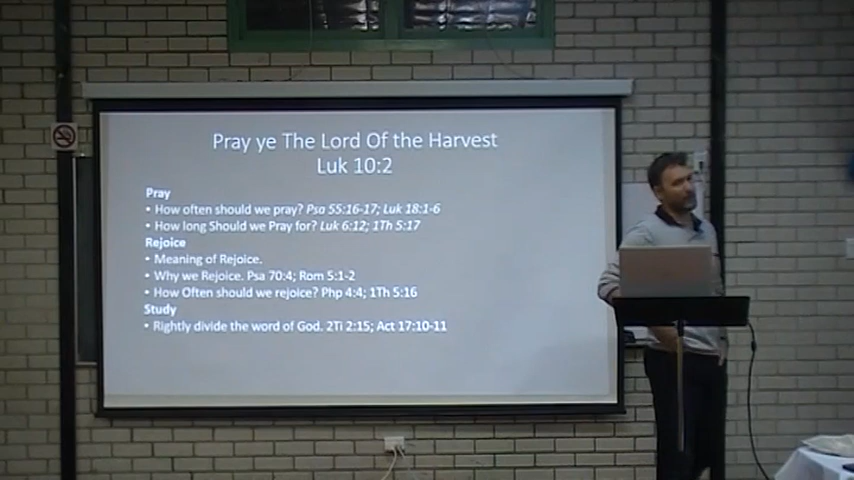 Pray ye The Lord Of the Harvest
Luk 10:2
Pray
• How often should we pray? Psa 55:16-17; Luk 18:1-6
• How long Should we Pray for? Luk 6:12; 1Th 5:17
Rejoice
• Meaning of Rejoice.
• Why we Rejoice. Psa 70:4; Rom 5:1-2
• How Often should we rejoice? Php 4:4; 1Th 5:16
Study
• Rightly divide the word of God. 2Ti 2:15; Act 17:10-11